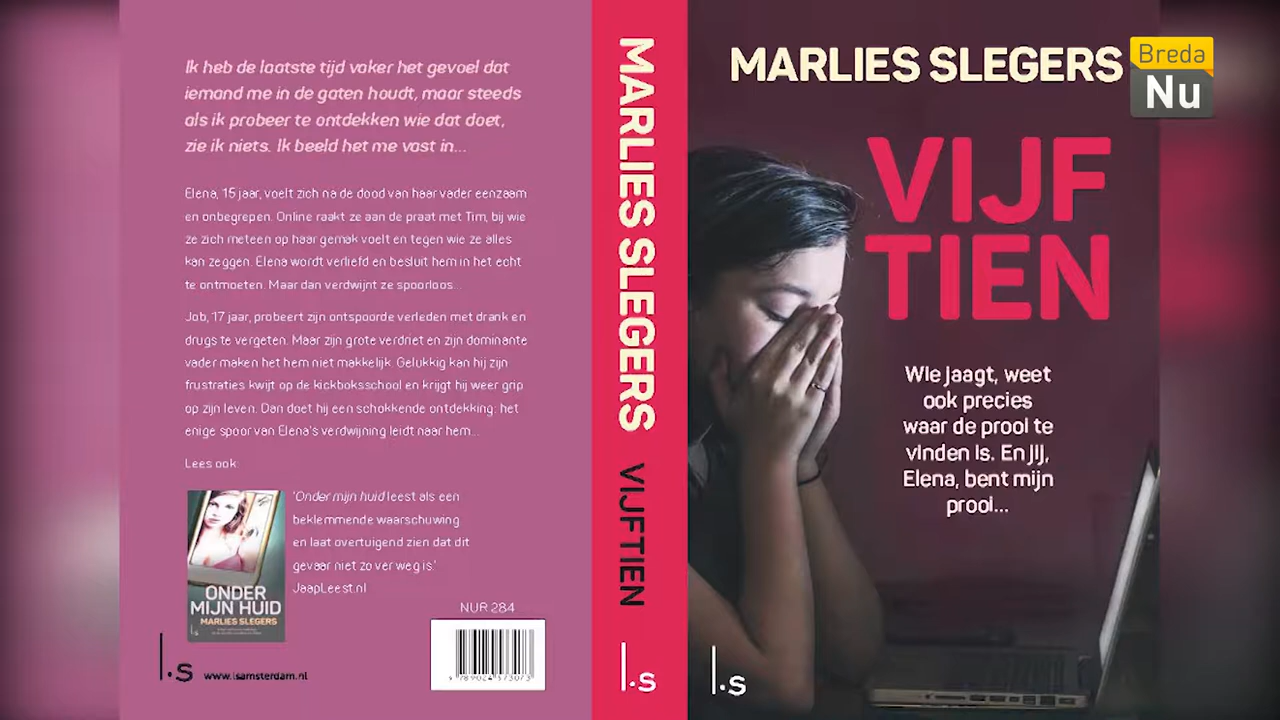 Ik heb de laatste tijd vaker het gevoel dat
iemand me in de gaten houdt, maar steeds
als ik probeer te ontdekken wie dat doet,
zie ik niets. Ik beeld het me vast in...
Elena, 15 jaar, voelt zich na de dood van haar vader eenzaam
en onbegrepen. Online raakt ze aan de praat met Tim, bij wie
ze zich meteen op haar gemak voelt en tegen wie ze alles
kan zeggen. Elena wordt verliefd en besluit hem in het echt
te ontmoeten. Maar dan verdwijnt ze spoorloos
Job, 17 jaar, probeert zijn ontspoorde verleden met drank en
drugs te vergeten. Maar zijn grote verdriet en zijn dominante
vader maken het hem niet makkelijk. Gelukkig kan hij zijn
frustraties kwijt op de kickboksschool en krijgt hij weer grip
op zijn leven. Dan doet hij een schokkende ontdekking: het
enige spoor van Elena's verdwijning leidt naar hem...
Lees ook
'Onder mijn huid leest als een
beklemmende waarschuwing
en laat overtuigend zien dat dit
gevaar niet zo ver weg is.'
JaapLeest.nl
ONDER
MIJN HUID
MARLIES SLEGERS
NUR 284
l.s www.lsamsterdam.nl
9 789024 573073
MARLIES SLEGERS VIJFTIEN
l.s
MARLIES SLEGERS
Breda
Nu
VIJF
TIEN
Wie jaagt, weet
ook precies
waar de prooi te
vinden is. En jij,
Elena, bent mijn
prooi...
l.s